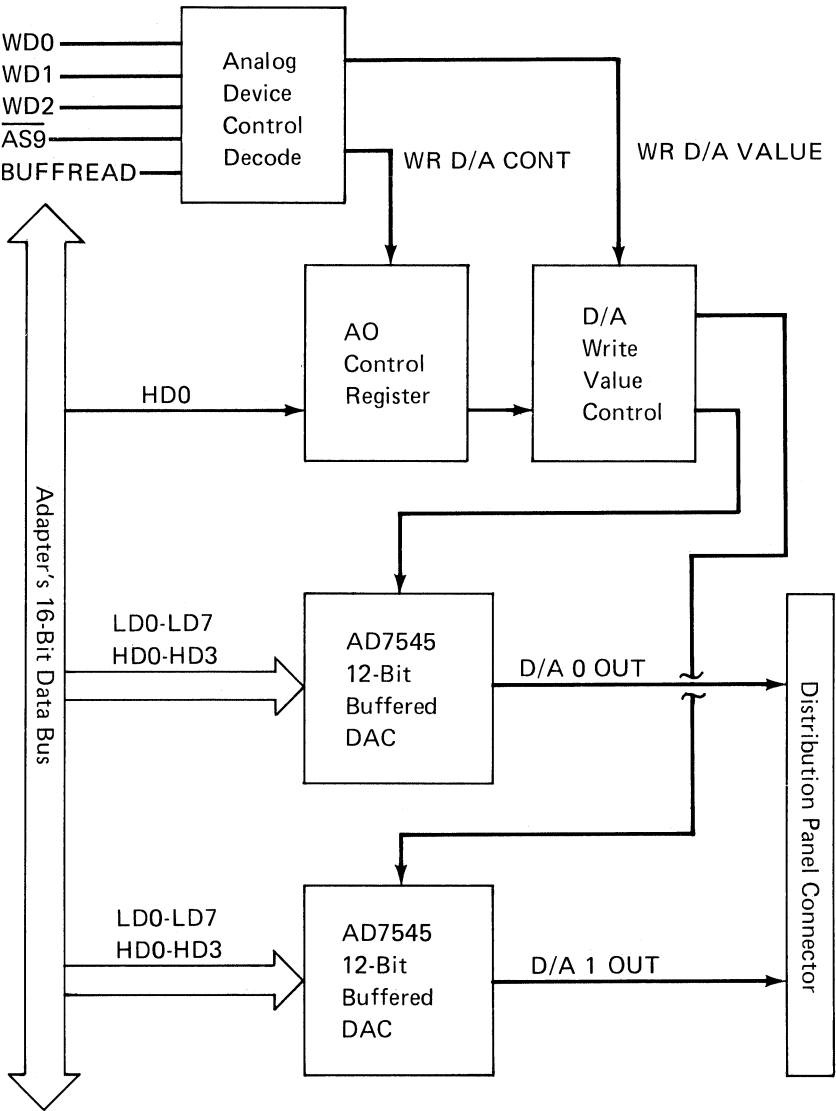 WD0
WD1
WD2
A̅S̅9̅
BUFFREAD
Analog
Device
Control
Decode
WR D/A CONT
WR D/A VALUE
AO
Control
Register
D/A
Write
Value
Control
HD0
Adapter's 16-Bit Data Bus
LD0-LD7
HD0-HD3
AD7545
12-Bit
Buffered
DAC
D/A 0 OUT
Distribution Panel Connector
LD0-LD7
HD0-HD3
AD7545
12-Bit
Buffered
DAC
D/A 1 OUT